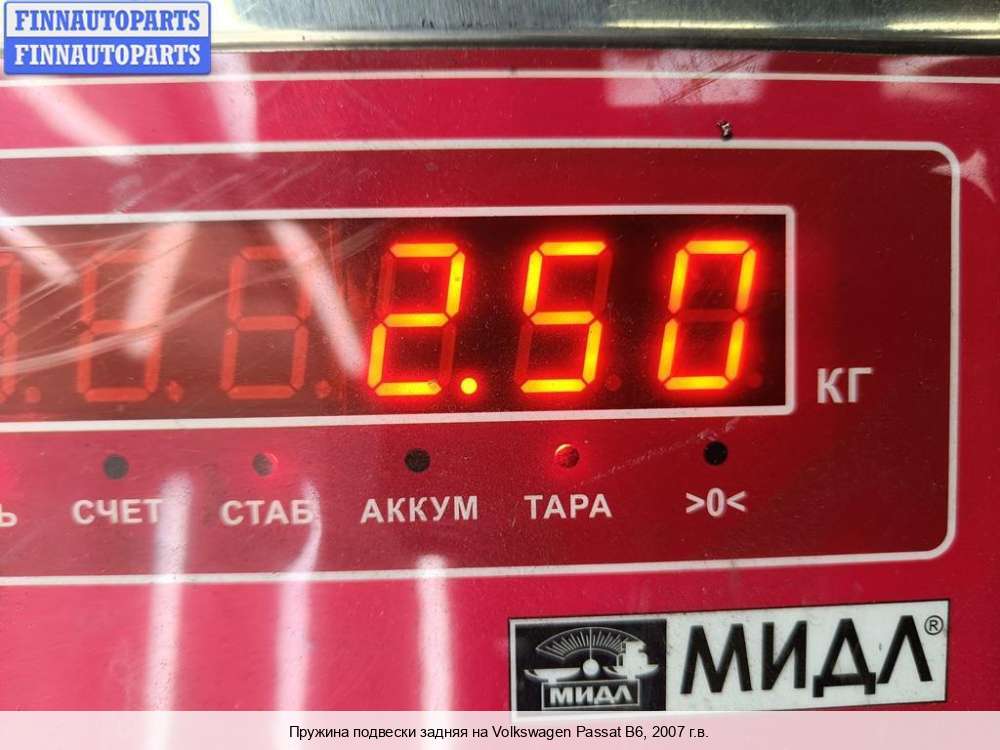 FINNAUTOPARTS
FINNAUTOPARTS
2.50
КГ
Ь СЧЕТ СТАБ АККУМ ТАРА >0<
МИДЛ МИДЛ®
Пружина подвески задняя на Volkswagen Passat B6, 2007 г.в.